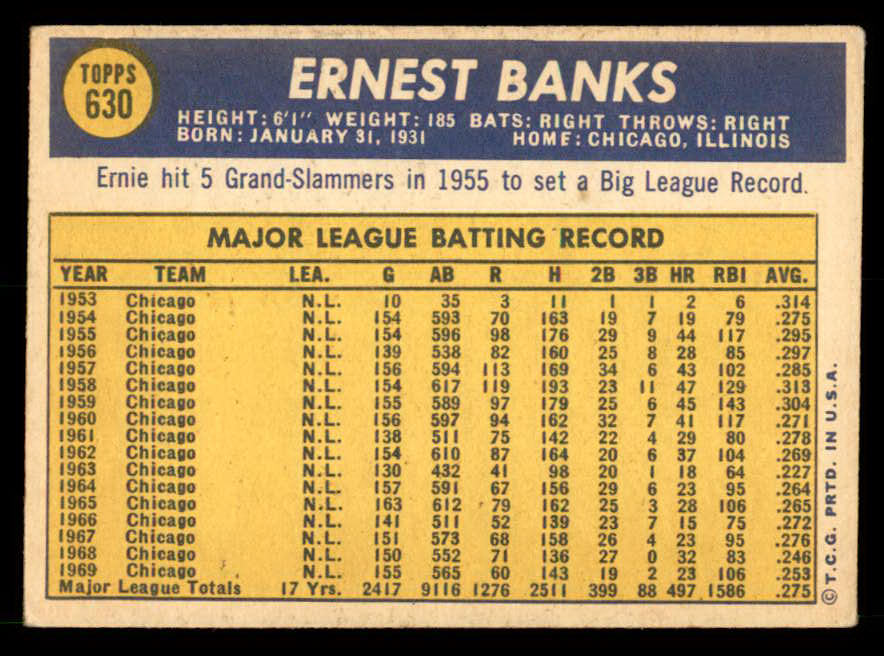 TOPPS
630
ERNEST BANKS
HEIGHT: 6'1" WEIGHT: 185 BATS: RIGHT THROWS: RIGHT
BORN: JANUARY 31, 1931 HOME: CHICAGO, ILLINOIS
Ernie hit 5 Grand-Slammers in 1955 to set a Big League Record.
MAJOR LEAGUE BATTING RECORD
YEAR TEAM LEA. G AB R H 2B 3B HR RBI AVG.
1953 Chicago N.L. 10 35 3 11 1 1 2 6 .314
1954 Chicago N.L. 154 593 70 163 19 7 19 79 .275
1955 Chicago N.L. 154 596 98 176 29 9 44 117 .295
1956 Chicago N.L. 139 538 82 160 25 8 28 85 .297
1957 Chicago N.L. 156 594 113 169 34 6 43 102 .285
1958 Chicago N.L. 154 617 119 193 23 11 47 129 .313
1959 Chicago N.L. 155 589 97 179 25 6 45 143 .304
1960 Chicago N.L. 156 597 94 162 32 7 41 117 .271
1961 Chicago N.L. 138 511 75 142 22 4 29 80 .278
1962 Chicago N.L. 154 610 87 164 20 6 37 104 .269
1963 Chicago N.L. 130 432 41 98 20 1 18 64 .227
1964 Chicago N.L. 157 591 67 156 29 6 23 95 .264
1965 Chicago N.L. 163 612 79 162 25 3 28 106 .265
1966 Chicago N.L. 141 511 52 139 23 7 15 75 .272
1967 Chicago N.L. 151 573 68 158 26 4 23 95 .276
1968 Chicago N.L. 150 552 71 136 27 0 32 83 .246
1969 Chicago N.L. 155 565 60 143 19 2 23 106 .253
Major League Totals 17 Yrs. 2417 9116 1276 2511 399 88 497 1586 .275
© T.C.G. PRTD. IN U.S.A.